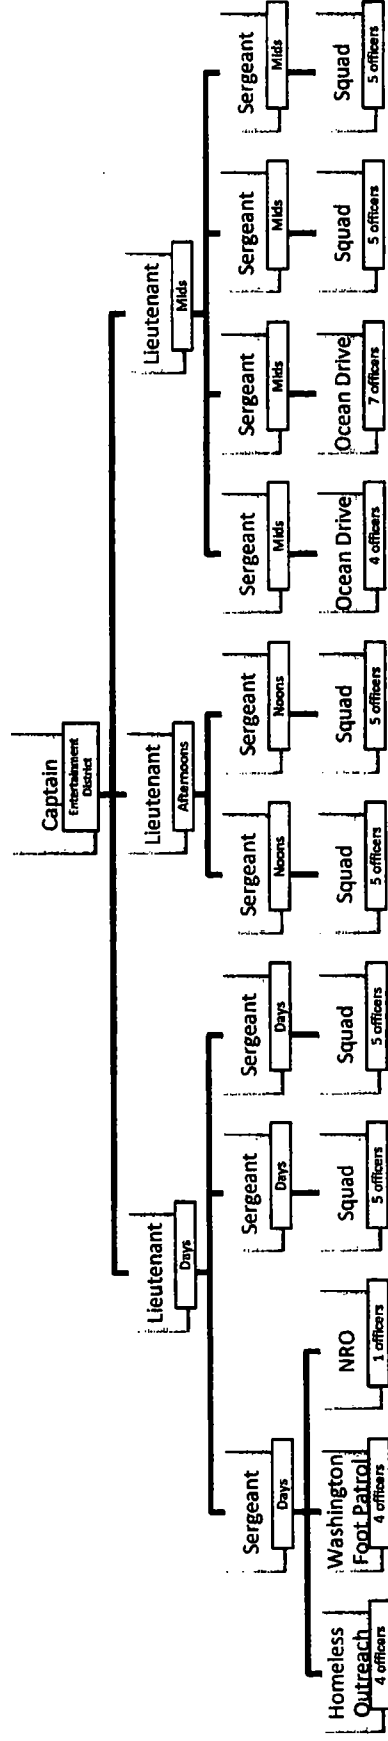 Captain
Entertainment
District
Lieutenant
Days
Lieutenant
Afternoons
Lieutenant
Mids
Sergeant
Days
Sergeant
Days
Sergeant
Days
Sergeant
Noons
Sergeant
Noons
Sergeant
Mids
Sergeant
Mids
Sergeant
Mids
Sergeant
Mids
Homeless
Outreach
4 officers
Washington
Foot Patrol
4 officers
NRO
1 officers
Squad
5 officers
Squad
5 officers
Squad
5 officers
Squad
5 officers
Ocean Drive
4 officers
Ocean Drive
7 officers
Squad
5 officers
Squad
5 officers